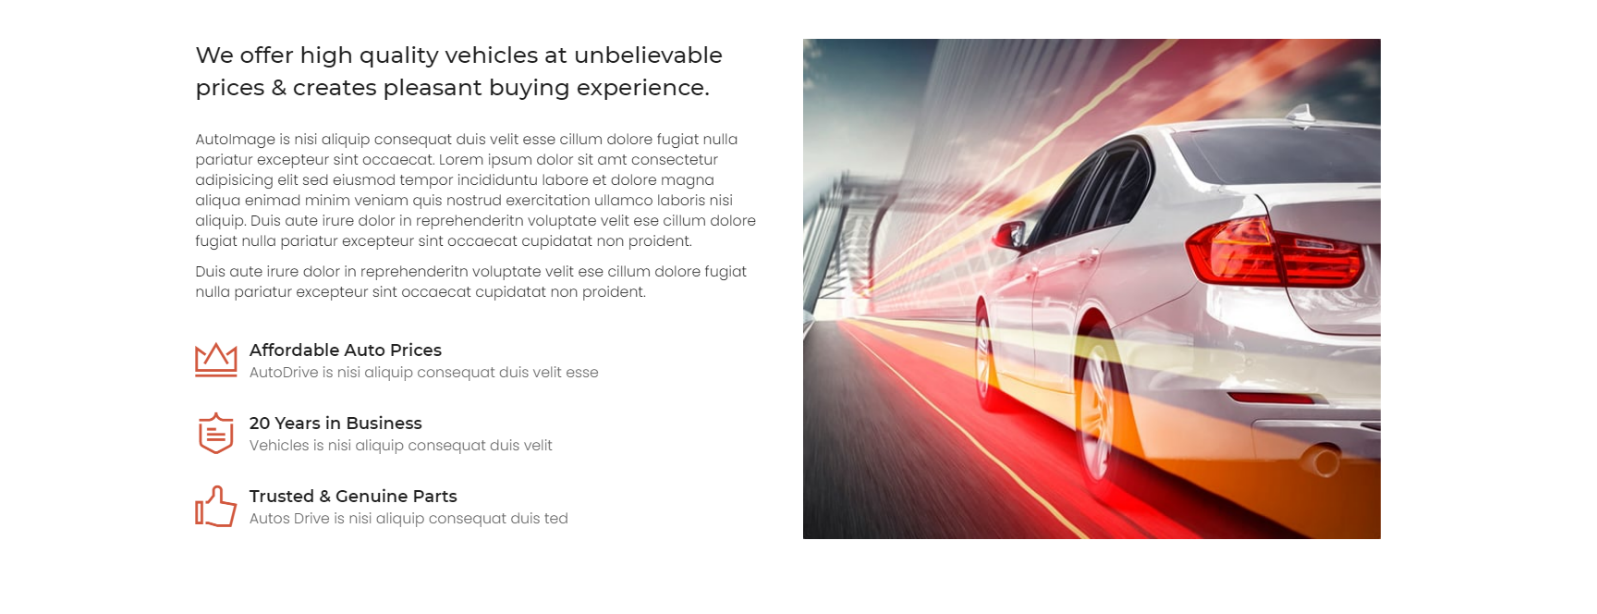 We offer high quality vehicles at unbelievable
prices & creates pleasant buying experience.
AutoImage is nisi aliquip consequat duis velit esse cillum dolore fugiat nulla
pariatur excepteur sint occaecat. Lorem ipsum dolor sit amt consectetur
adipisicing elit sed eiusmod tempor incididuntu labore et dolore magna
aliqua enimad minim veniam quis nostrud exercitation ullamco laboris nisi
aliquip. Duis aute irure dolor in reprehenderitn voluptate velit ese cillum dolore
fugiat nulla pariatur excepteur sint occaecat cupidatat non proident.
Duis aute irure dolor in reprehenderitn voluptate velit ese cillum dolore fugiat
nulla pariatur excepteur sint occaecat cupidatat non proident.
Affordable Auto Prices
AutoDrive is nisi aliquip consequat duis velit esse
20 Years in Business
Vehicles is nisi aliquip consequat duis velit
Trusted & Genuine Parts
Autos Drive is nisi aliquip consequat duis ted